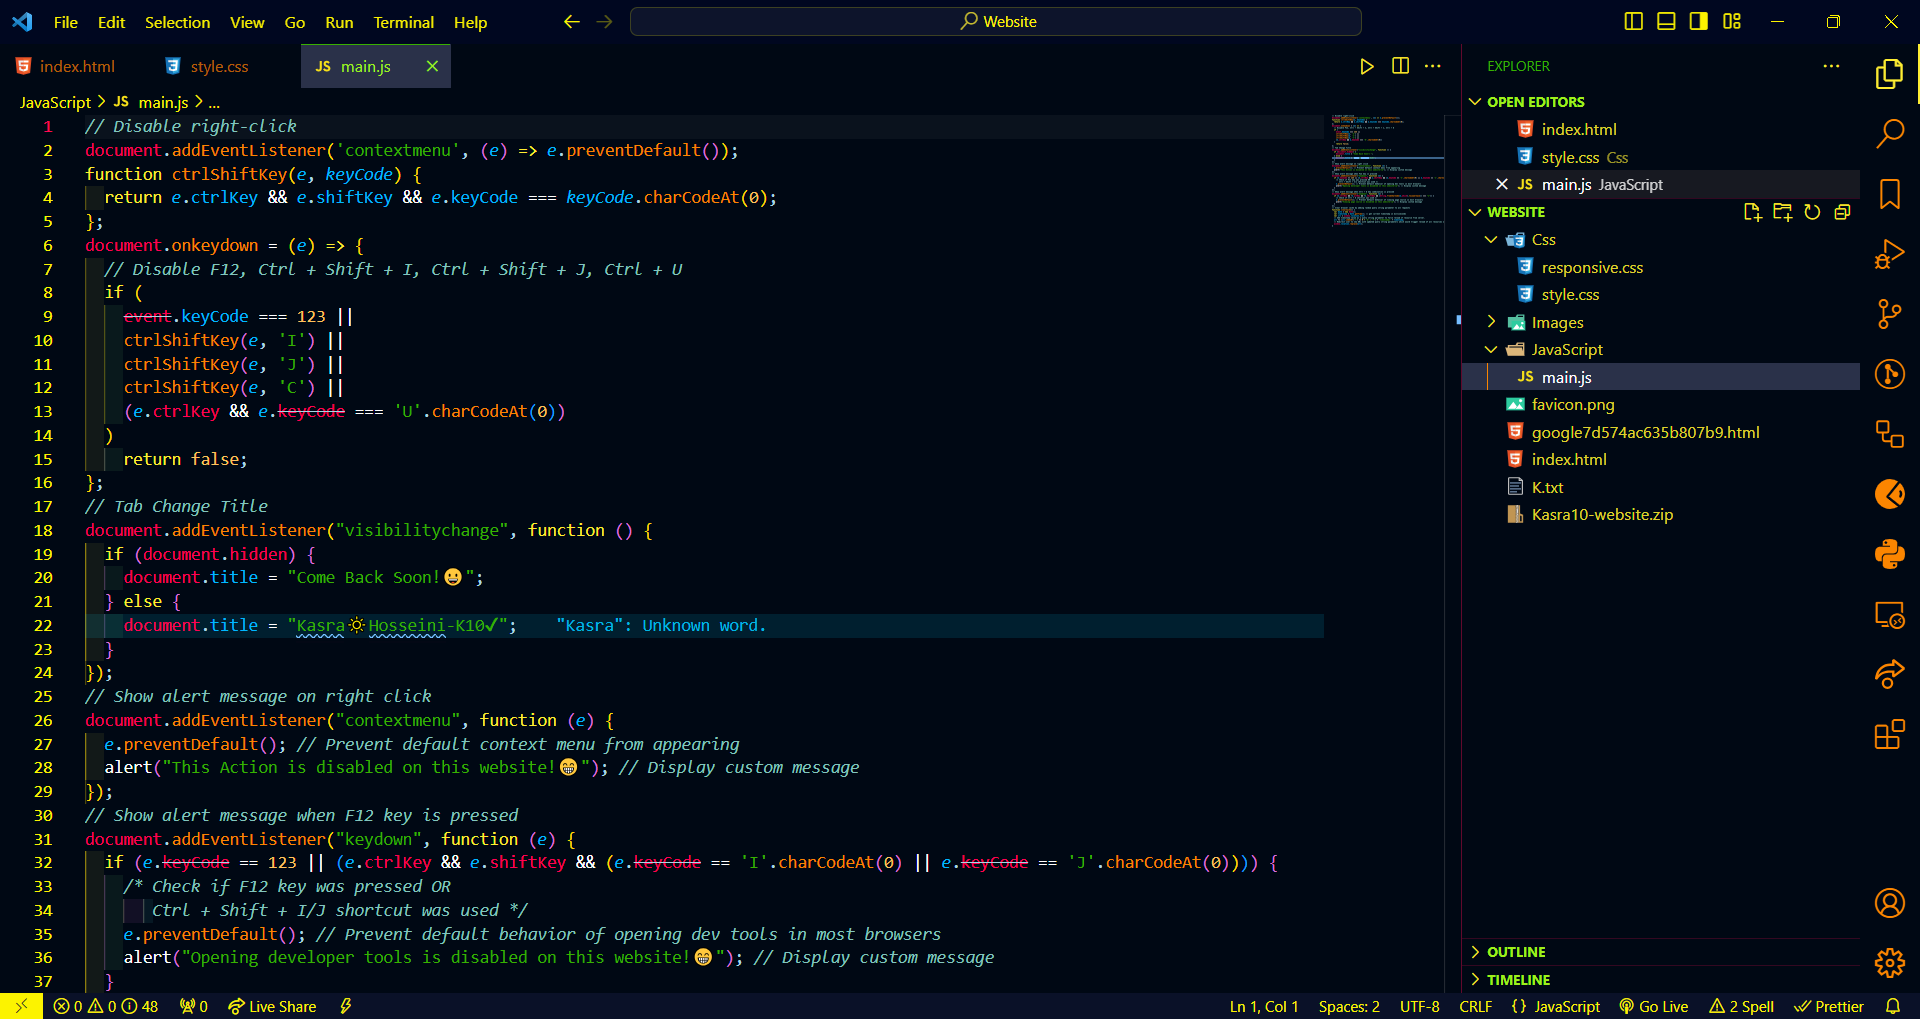 File Edit Selection View Go Run Terminal Help
Website
index.html
style.css
JS main.js
JavaScript > JS main.js > ...
1 // Disable right-click
2 document.addEventListener('contextmenu', (e) => e.preventDefault());
3 function ctrlShiftKey(e, keyCode) {
4 return e.ctrlKey && e.shiftKey && e.keyCode === keyCode.charCodeAt(0);
5 };
6 document.onkeydown = (e) => {
7 // Disable F12, Ctrl + Shift + I, Ctrl + Shift + J, Ctrl + U
8 if (
9 event.keyCode === 123 ||
10 ctrlShiftKey(e, 'I') ||
11 ctrlShiftKey(e, 'J') ||
12 ctrlShiftKey(e, 'C') ||
13 (e.ctrlKey && e.keyCode === 'U'.charCodeAt(0))
14 )
15 return false;
16 };
17 // Tab Change Title
18 document.addEventListener("visibilitychange", function () {
19 if (document.hidden) {
20 document.title = "Come Back Soon!😀";
21 } else {
22 document.title = "Kasra🔅Hosseini-K10✔"; "Kasra": Unknown word.
23 }
24 });
25 // Show alert message on right click
26 document.addEventListener("contextmenu", function (e) {
27 e.preventDefault(); // Prevent default context menu from appearing
28 alert("This Action is disabled on this website!😁"); // Display custom message
29 });
30 // Show alert message when F12 key is pressed
31 document.addEventListener("keydown", function (e) {
32 if (e.keyCode == 123 || (e.ctrlKey && e.shiftKey && (e.keyCode == 'I'.charCodeAt(0) || e.keyCode == 'J'.charCodeAt(0)))) {
33 /* Check if F12 key was pressed OR
34 Ctrl + Shift + I/J shortcut was used */
35 e.preventDefault(); // Prevent default behavior of opening dev tools in most browsers
36 alert("Opening developer tools is disabled on this website!😁"); // Display custom message
37 }
EXPLORER
OPEN EDITORS
index.html
style.css Css
JS main.js JavaScript
WEBSITE
Css
responsive.css
style.css
Images
JavaScript
JS main.js
favicon.png
google7d574ac635b807b9.html
index.html
K.txt
Kasra10-website.zip
OUTLINE
TIMELINE
0 0 48 0 Live Share
Ln 1, Col 1 Spaces: 2 UTF-8 CRLF {} JavaScript Go Live 2 Spell Prettier